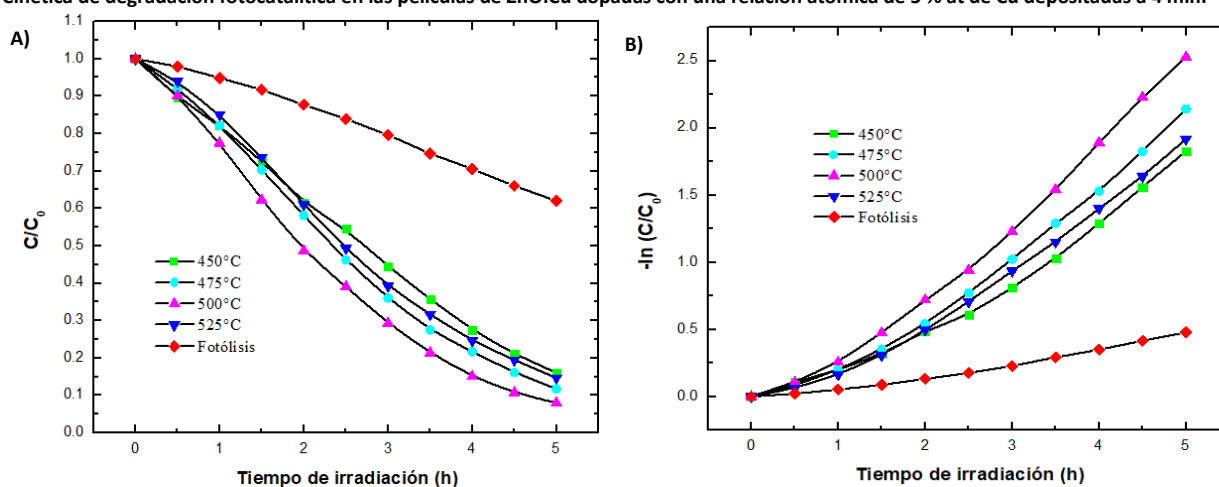 Cinética de degradación fotocatalítica en las películas de dopadas con una relación atómica de % at de depositadas a 4 min.
A)
1.1
1.0
0.9
0.8
0.7
0.6
0.5
0.4
0.3
0.2
0.1
0.0
C/C0
450°C
475°C
500°C
525°C
Fotólisis
0 1 2 3 4 5
Tiempo de irradiación (h)
B)
2.5
2.0
1.5
1.0
0.5
0.0
-ln (C/C0)
450°C
475°C
500°C
525°C
Fotólisis
0 1 2 3 4 5
Tiempo de irradiación (h)